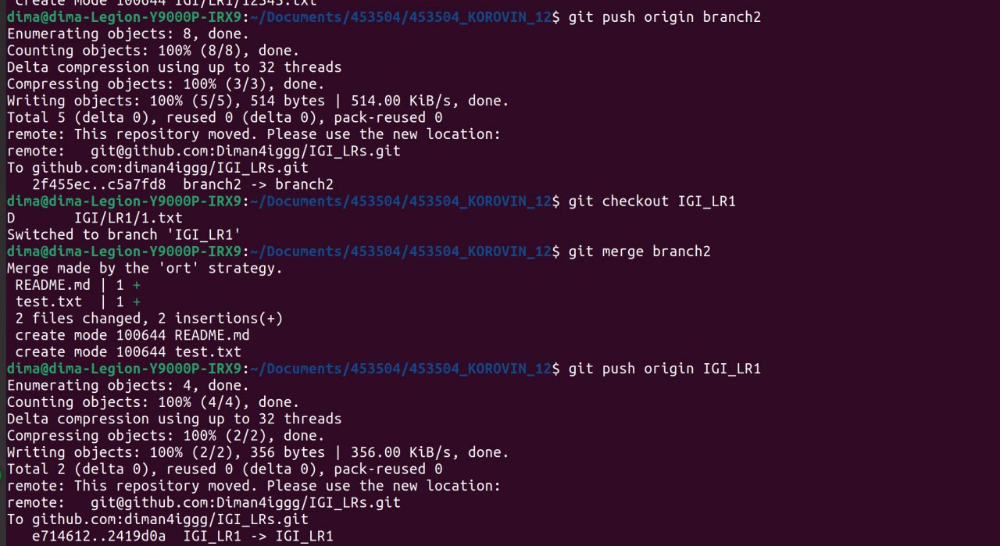 create mode 100644 IGI/LR1/12345.txt
dima@dima-Legion-Y9000P-IRX9:~/Documents/453504/453504_KOROVIN_12$ git push origin branch2
Enumerating objects: 8, done.
Counting objects: 100% (8/8), done.
Delta compression using up to 32 threads
Compressing objects: 100% (3/3), done.
Writing objects: 100% (5/5), 514 bytes | 514.00 KiB/s, done.
Total 5 (delta 0), reused 0 (delta 0), pack-reused 0
remote: This repository moved. Please use the new location:
remote:   git@github.com:Diman4iggg/IGI_LRs.git
To github.com:diman4iggg/IGI_LRs.git
   2f455ec..c5a7fd8  branch2 -> branch2
dima@dima-Legion-Y9000P-IRX9:~/Documents/453504/453504_KOROVIN_12$ git checkout IGI_LR1
D       IGI/LR1/1.txt
Switched to branch 'IGI_LR1'
dima@dima-Legion-Y9000P-IRX9:~/Documents/453504/453504_KOROVIN_12$ git merge branch2
Merge made by the 'ort' strategy.
 README.md | 1 +
 test.txt  | 1 +
 2 files changed, 2 insertions(+)
 create mode 100644 README.md
 create mode 100644 test.txt
dima@dima-Legion-Y9000P-IRX9:~/Documents/453504/453504_KOROVIN_12$ git push origin IGI_LR1
Enumerating objects: 4, done.
Counting objects: 100% (4/4), done.
Delta compression using up to 32 threads
Compressing objects: 100% (2/2), done.
Writing objects: 100% (2/2), 356 bytes | 356.00 KiB/s, done.
Total 2 (delta 0), reused 0 (delta 0), pack-reused 0
remote: This repository moved. Please use the new location:
remote:   git@github.com:Diman4iggg/IGI_LRs.git
To github.com:diman4iggg/IGI_LRs.git
   e714612..2419d0a  IGI_LR1 -> IGI_LR1